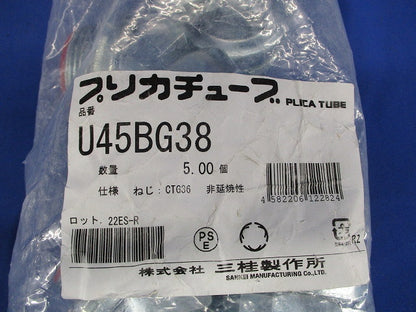 プリカチューブ PLICA TUBE
品番
U45BG38
数量 5.00 個
仕様 ねじ:CTG36 非延焼性
4 582206 122824
ロット. 22ES-R
PS
E
株式会社 三桂製作所
SANKEI MANUFACTURING CO.,LTD.